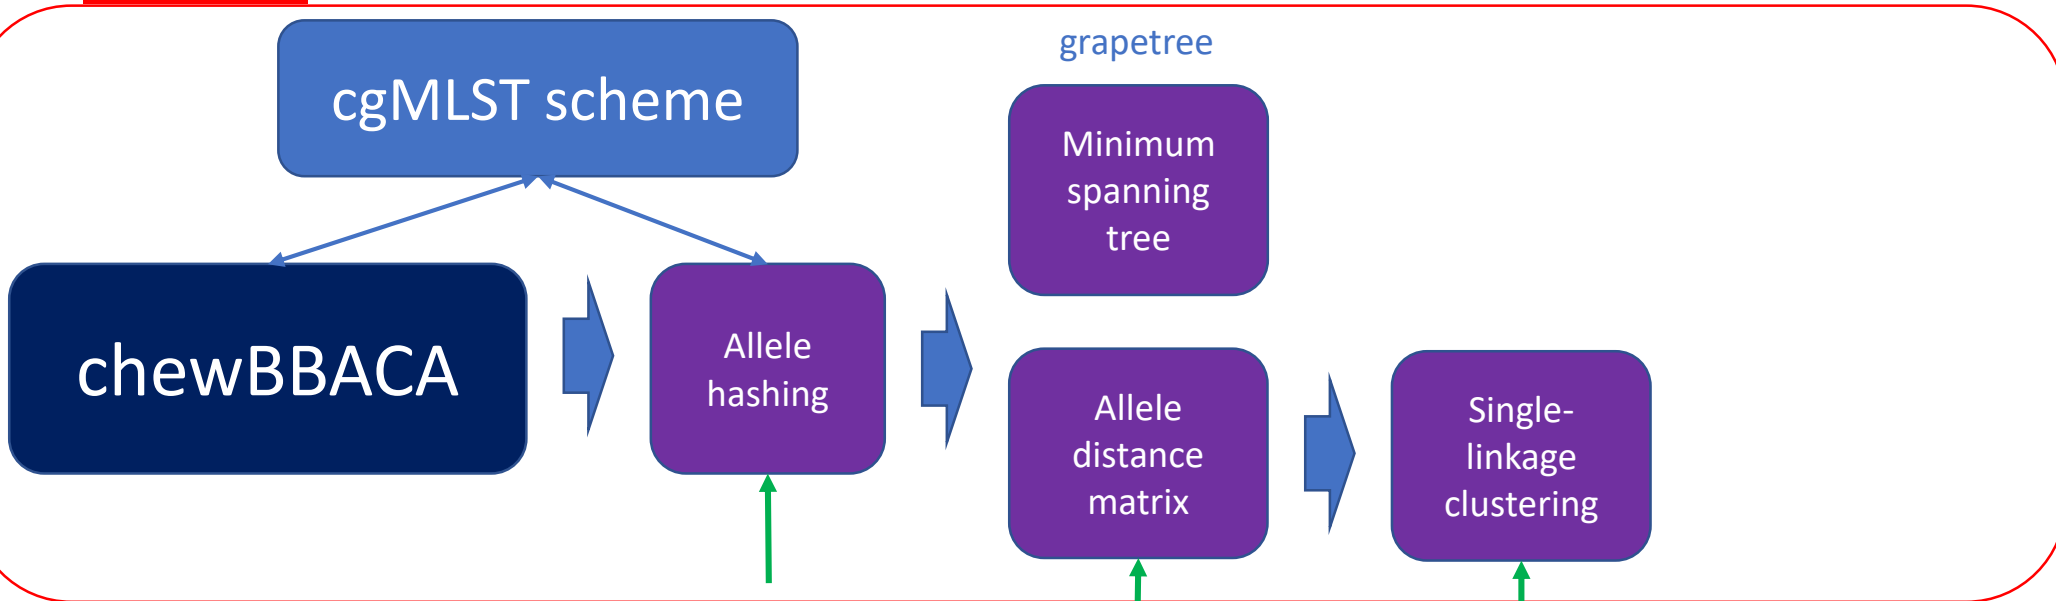 cgMLST scheme
grapetree
Minimum
spanning
tree
chewBBACA
Allele
hashing
Allele
distance
matrix
Single-
linkage
clustering